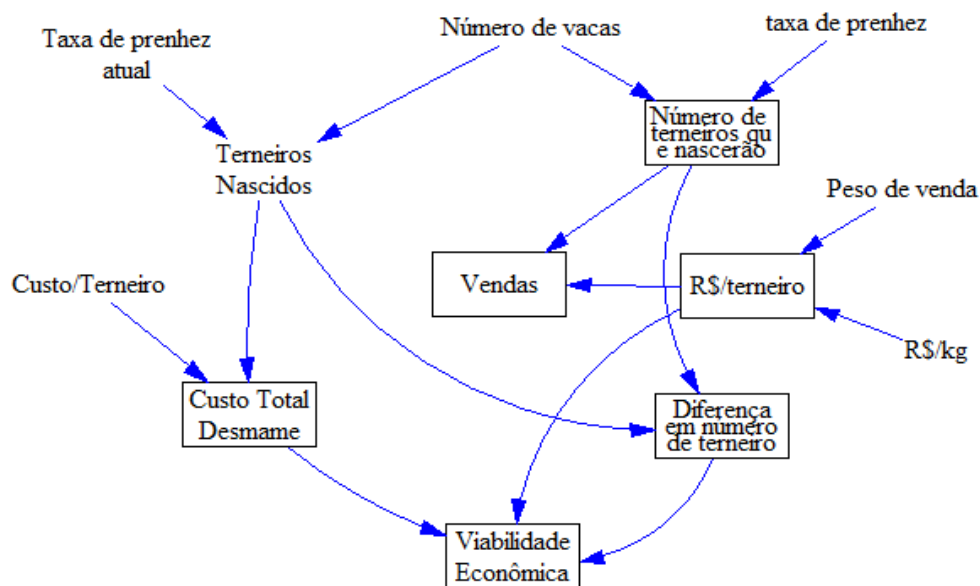 Taxa de prenhez
atual
Número de vacas
taxa de prenhez
Número de
terneiros qu
e nascerão
Terneiros
Nascidos
Peso de venda
Custo/Terneiro
Vendas
R$/terneiro
R$/kg
Custo Total
Desmame
Diferença
em número
de terneiro
Viabilidade
Econômica